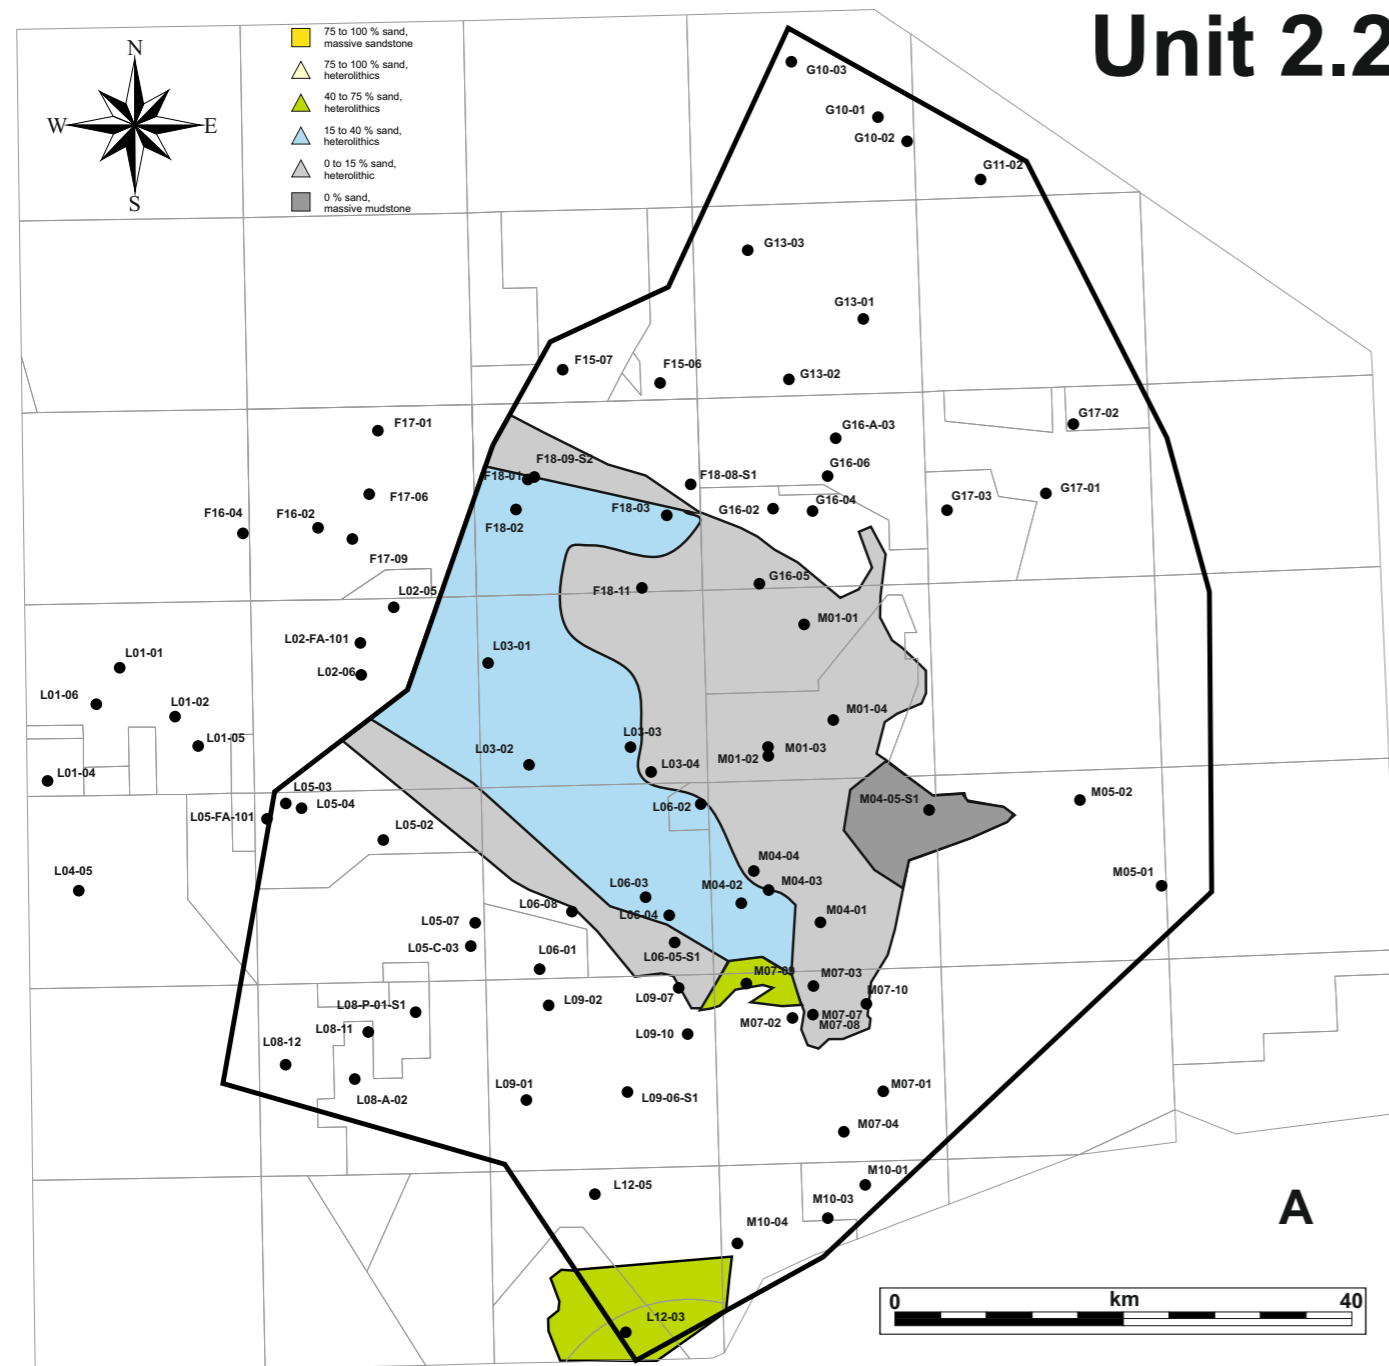 Unit 2.2
N
W
E
S
75 to 100 % sand,
massive sandstone
75 to 100 % sand,
heterolithics
40 to 75 % sand,
heterolithics
15 to 40 % sand,
heterolithics
0 to 15 % sand,
heterolithic
0 % sand,
massive mudstone
G10-03
G10-01
G10-02
G11-02
G13-03
G13-01
F15-07
F15-06
G13-02
G17-02
F17-01
G16-A-03
F18-09-S2
F18-01
F18-08-S1
G16-06
F17-06
G17-01
G17-03
F16-04
F16-02
F18-02
F18-03
G16-02
G16-04
F17-09
G16-05
F18-11
L02-05
M01-01
L02-FA-101
L01-01
L03-01
L02-06
L01-06
L01-02
M01-04
L01-05
L03-03
L03-02
M01-03
M01-02
L01-04
L03-04
L05-03
L05-04
L05-FA-101
L06-02
M04-05-S1
M05-02
L05-02
L04-05
M04-04
M05-01
L06-03
M04-02
M04-03
L06-08
L06-04
M04-01
L05-07
L05-C-03
L06-01
L06-05-S1
M07-09
M07-03
L09-07
M07-10
L08-P-01-S1
L09-02
M07-02
M07-07
M07-08
L08-11
L09-10
L08-12
L08-A-02
L09-01
L09-06-S1
M07-01
M07-04
M10-01
L12-05
M10-03
M10-04
A
L12-03
0
km
40